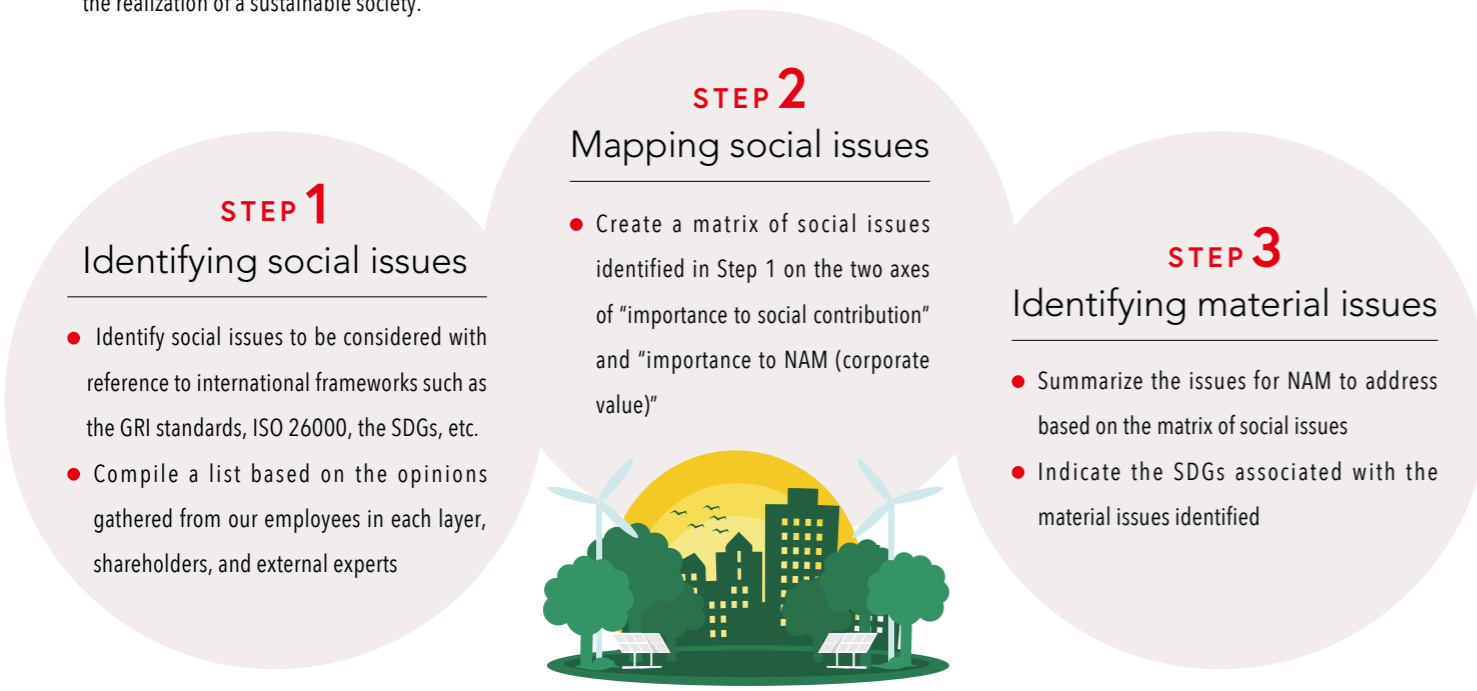 the realization of a sustainable society.
STEP 1
Identifying social issues
● Identify social issues to be considered with
reference to international frameworks such as
the GRI standards, ISO 26000, the SDGs, etc.
● Compile a list based on the opinions
gathered from our employees in each layer,
shareholders, and external experts
STEP 2
Mapping social issues
● Create a matrix of social issues
identified in Step 1 on the two axes
of “importance to social contribution”
and “importance to NAM (corporate
value)”
STEP 3
Identifying material issues
● Summarize the issues for NAM to address
based on the matrix of social issues
● Indicate the SDGs associated with the
material issues identified